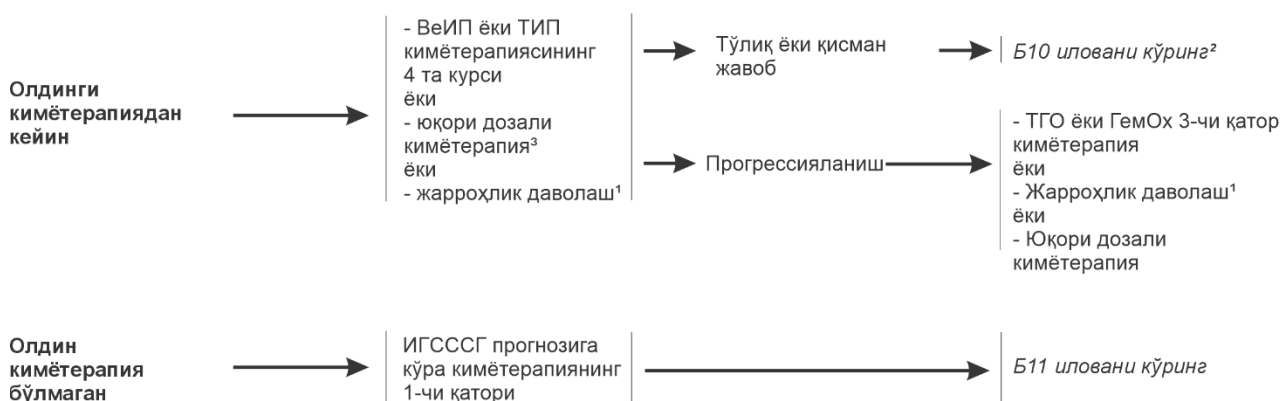 Олдинги
кимётерапиядан
кейин
- ВеИП ёки ТИП
кимётерапиясининг
4 та курси
ёки
- юқори дозали
кимётерапия³
ёки
- жарроҳлик даволаш¹
Тўлиқ ёки қисман
жавоб
Б10 иловани кўринг²
Прогрессияланиш
- ТГО ёки ГемОх 3-чи қатор
кимётерапия
ёки
- Жарроҳлик даволаш¹
ёки
- Юқори дозали
кимётерапия
Олдин
кимётерапия
бўлмаган
ИГСССГ прогнозига
кўра кимётерапиянинг
1-чи қатори
Б11 иловани кўринг